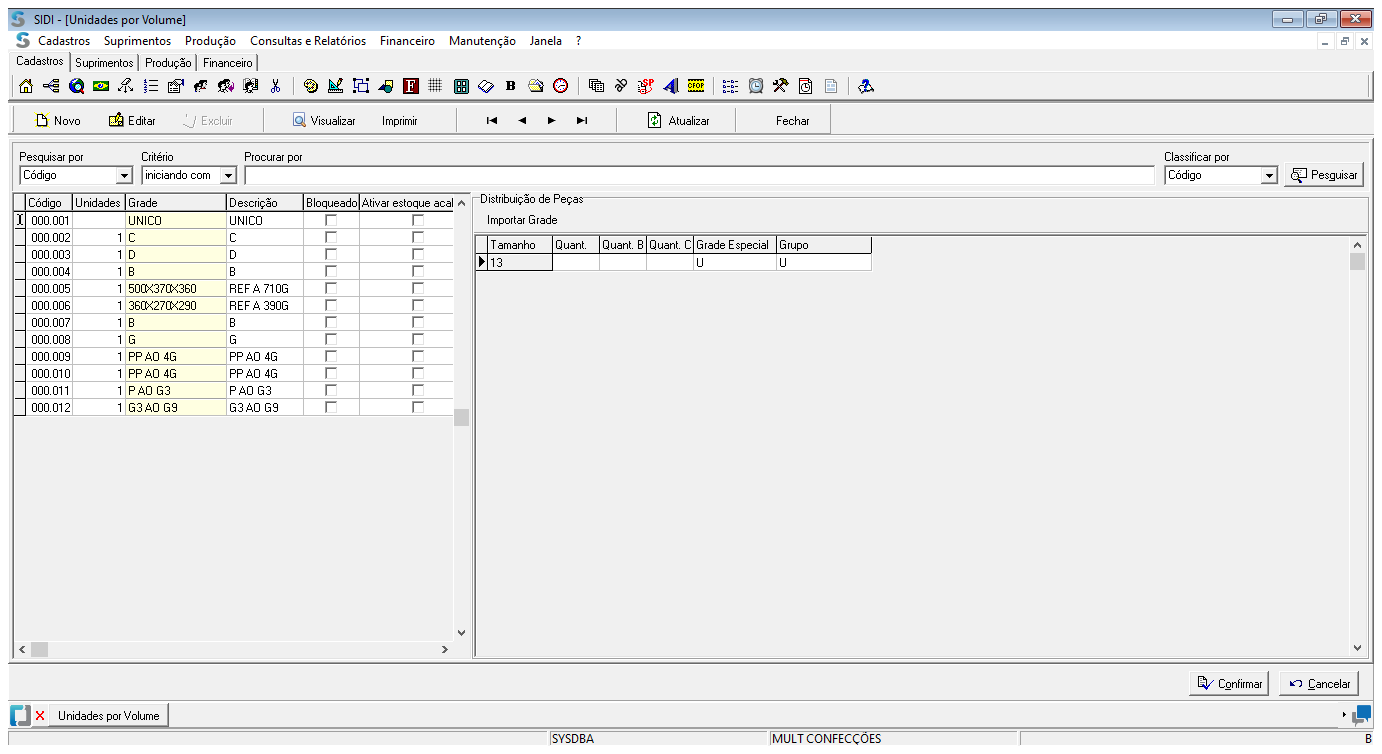 SIDI - [Unidades por Volume]
Cadastros Suprimentos Produção Consultas e Relatórios Financeiro Manutenção Janela ?
Cadastros Suprimentos Produção Financeiro
F B SP CFOP
Novo Editar Excluir Visualizar Imprimir Atualizar Fechar
Pesquisar por Critério Procurar por Classificar por
Código iniciando com Código Pesquisar
Distribuição de Peças
Importar Grade
Código Unidades Grade Descrição Bloqueado Ativar estoque acal
000.001 UNICO UNICO
000.002 1 C C
000.003 1 D D
000.004 1 B B
000.005 1 500X370X360 REF A 710G
000.006 1 360X270X290 REF A 390G
000.007 1 B B
000.008 1 G G
000.009 1 PP AO 4G PP AO 4G
000.010 1 PP AO 4G PP AO 4G
000.011 1 P AO G3 P AO G3
000.012 1 G3 AO G9 G3 AO G9
Tamanho Quant. Quant. B Quant. C Grade Especial Grupo
13 U U
Confirmar Cancelar
Unidades por Volume
SYSDBA MULT CONFECÇÕES B